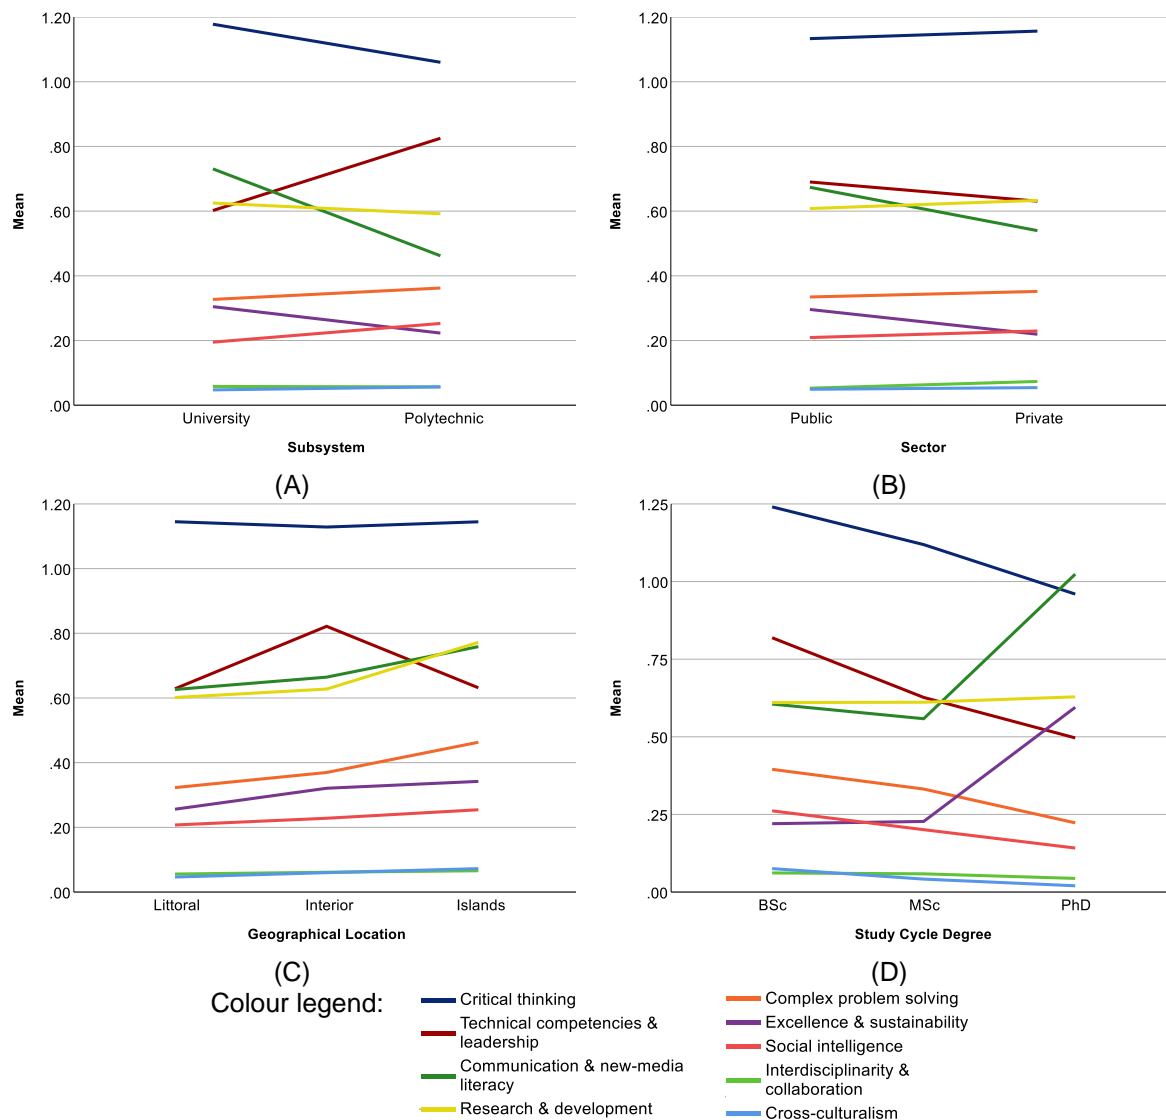 1.20
1.00
.80
.60
.40
.20
.00
Mean
University Polytechnic
Subsystem
(A)
1.20
1.00
.80
.60
.40
.20
.00
Mean
Public Private
Sector
(B)
1.20
1.00
.80
.60
.40
.20
.00
Mean
Littoral Interior Islands
Geographical Location
(C)
1.25
1.00
.75
.50
.25
.00
Mean
BSc MSc PhD
Study Cycle Degree
(D)
Colour legend:
Critical thinking
Technical competencies &
leadership
Communication & new-media
literacy
Research & development
Complex problem solving
Excellence & sustainability
Social intelligence
Interdisciplinarity &
collaboration
Cross-culturalism